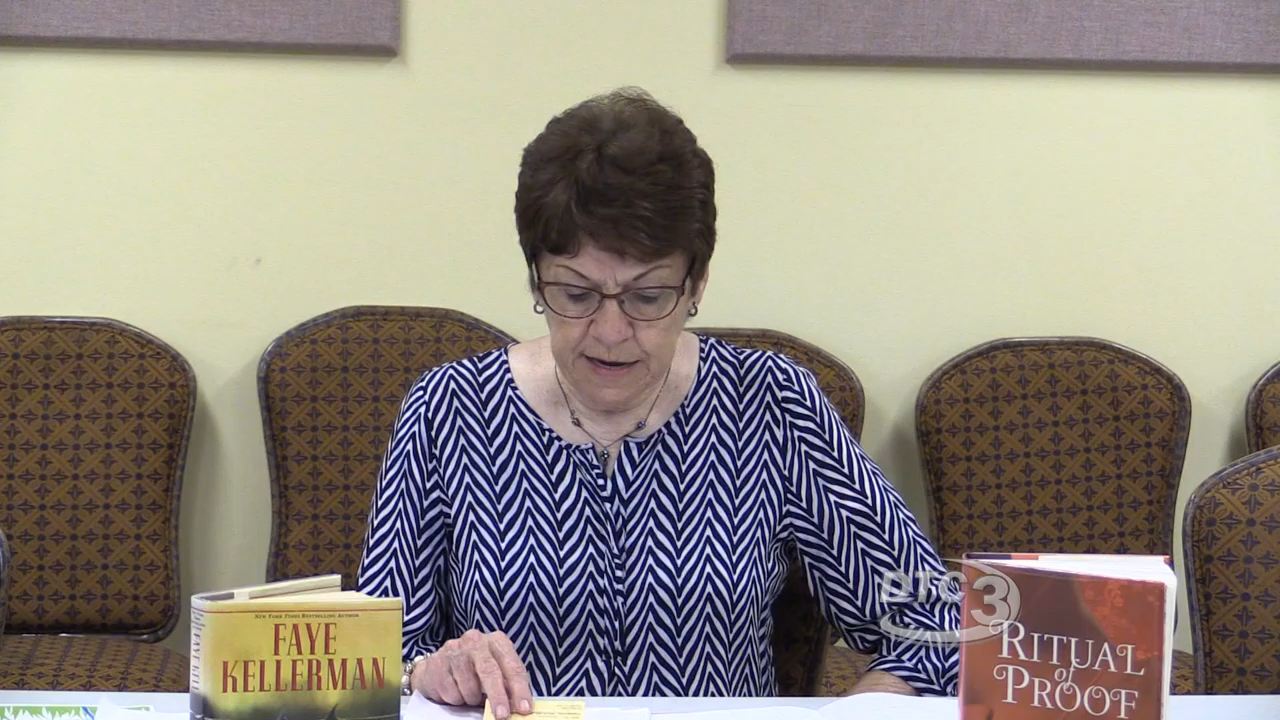 NEW YORK TIMES BESTSELLING AUTHOR
FAYE
KELLERMAN
DTC3
RITUAL
of
PROOF